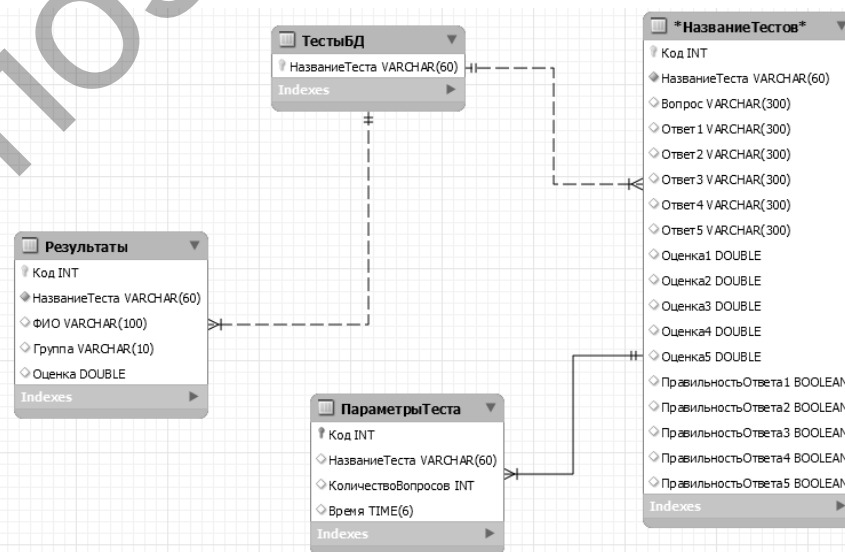 ТестыБД
НазваниеТеста VARCHAR(60)
Indexes
*НазваниеТестов*
Код INT
НазваниеТеста VARCHAR(60)
Вопрос VARCHAR(300)
Ответ1 VARCHAR(300)
Ответ2 VARCHAR(300)
Ответ3 VARCHAR(300)
Ответ4 VARCHAR(300)
Ответ5 VARCHAR(300)
Оценка1 DOUBLE
Оценка2 DOUBLE
Оценка3 DOUBLE
Оценка4 DOUBLE
Оценка5 DOUBLE
ПравильностьОтвета1 BOOLEAN
ПравильностьОтвета2 BOOLEAN
ПравильностьОтвета3 BOOLEAN
ПравильностьОтвета4 BOOLEAN
ПравильностьОтвета5 BOOLEAN
Indexes
Результаты
Код INT
НазваниеТеста VARCHAR(60)
ФИО VARCHAR(100)
Группа VARCHAR(10)
Оценка DOUBLE
Indexes
ПараметрыТеста
Код INT
НазваниеТеста VARCHAR(60)
КоличествоВопросов INT
Время TIME(6)
Indexes